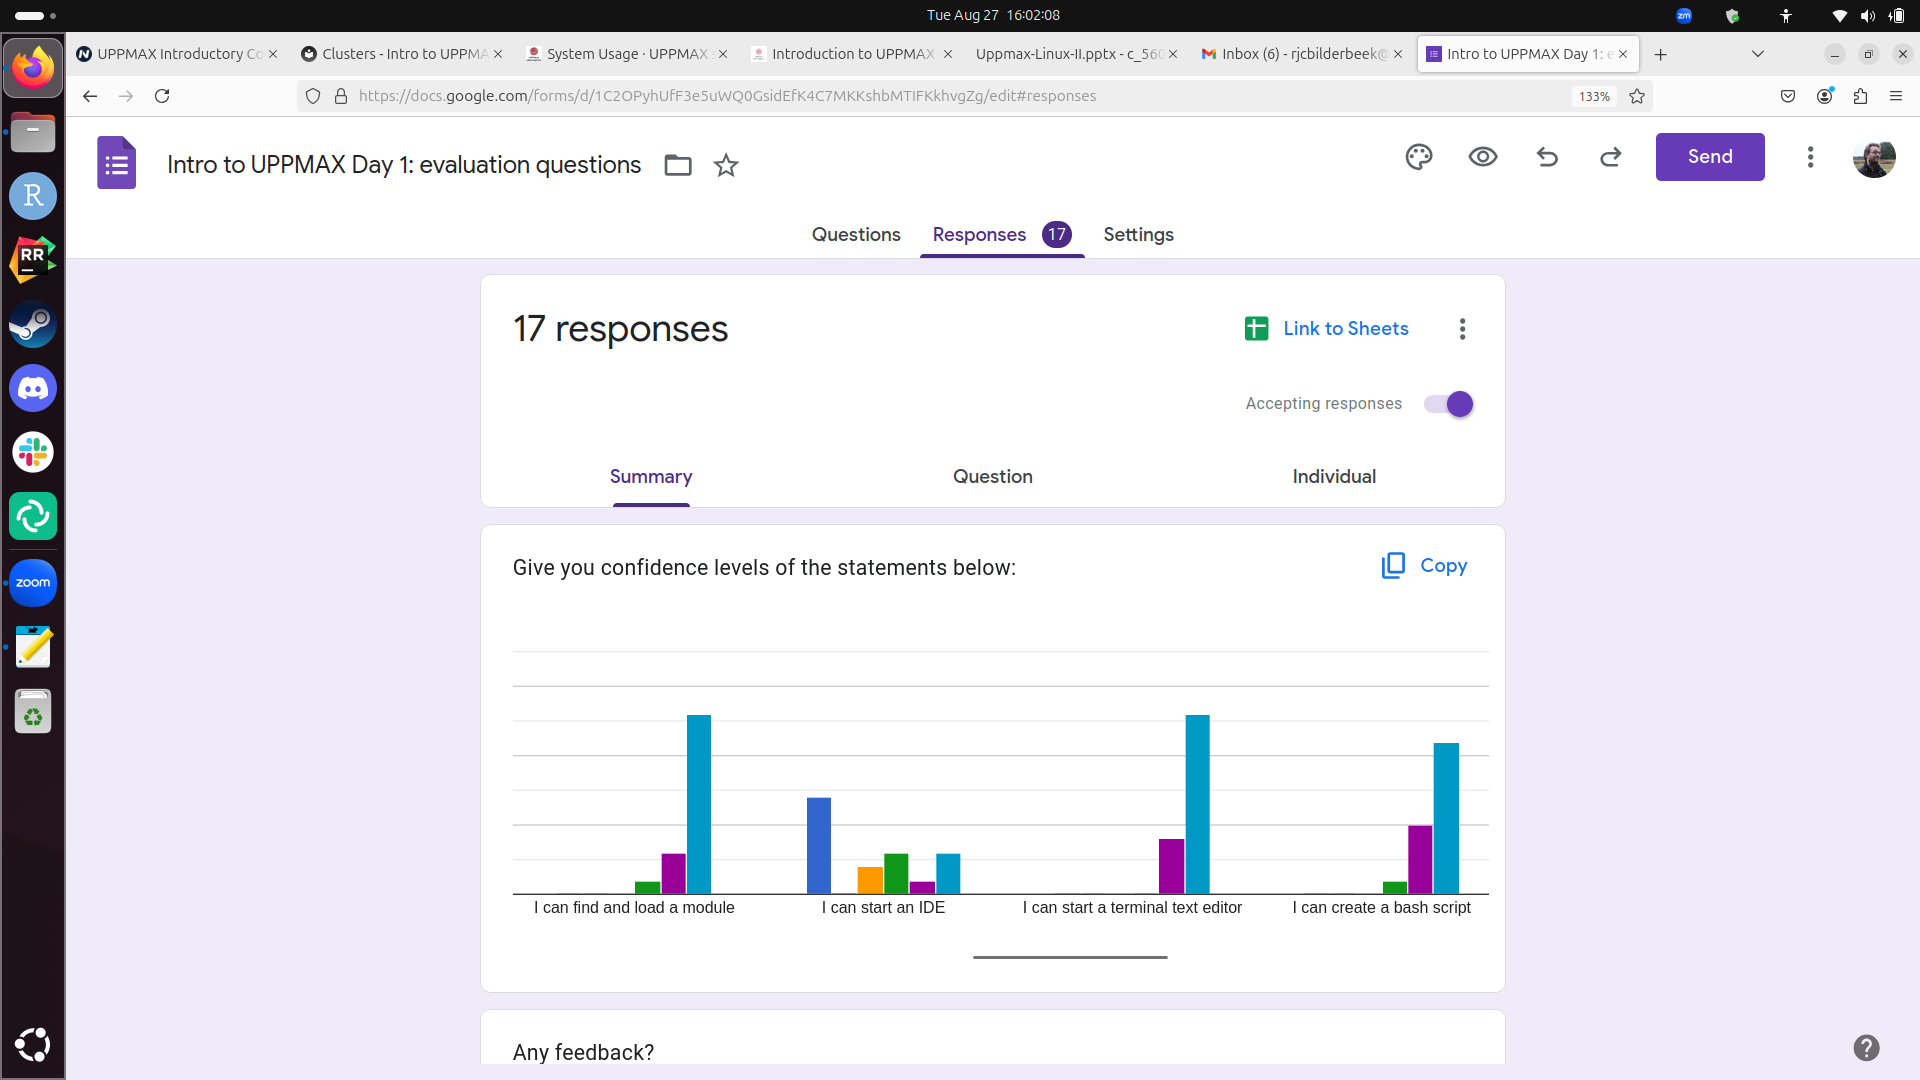 Tue Aug 27 16:02:08
zm
UPPMAX Introductory Co
Clusters - Intro to UPPMA
System Usage · UPPMAX s
Introduction to UPPMAX
Uppmax-Linux-II.pptx - c_560
Inbox (6) - rjcbilderbeek@
Intro to UPPMAX Day 1: e
https://docs.google.com/forms/d/1C2OPyhUfF3e5uWQ0GsidEfK4C7MKKshbMTIFKkhvgZg/edit#responses
133%
Intro to UPPMAX Day 1: evaluation questions
Send
Questions
Responses 17
Settings
17 responses
Link to Sheets
Accepting responses
Summary
Question
Individual
Give you confidence levels of the statements below:
Copy
I can find and load a module
I can start an IDE
I can start a terminal text editor
I can create a bash script
Any feedback?
R
RR
zoom